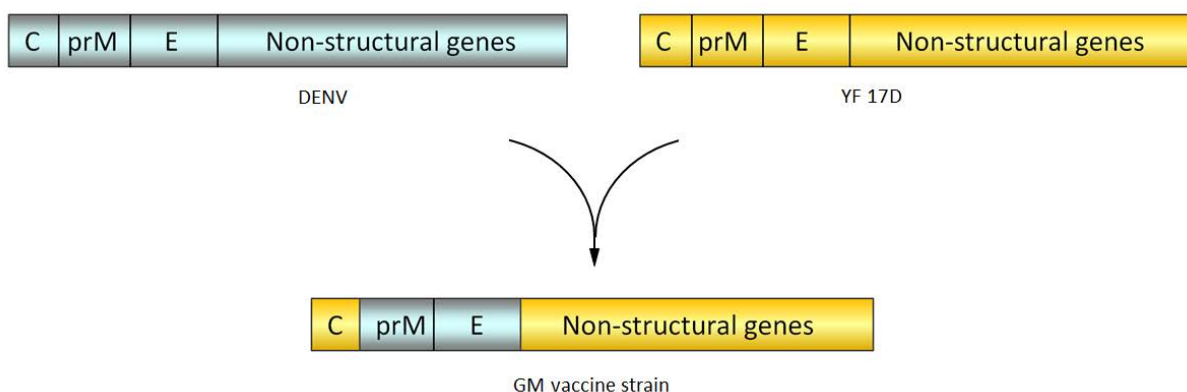 C prM E Non-structural genes
C prM E Non-structural genes
DENV
YF 17D
C prM E Non-structural genes
GM vaccine strain